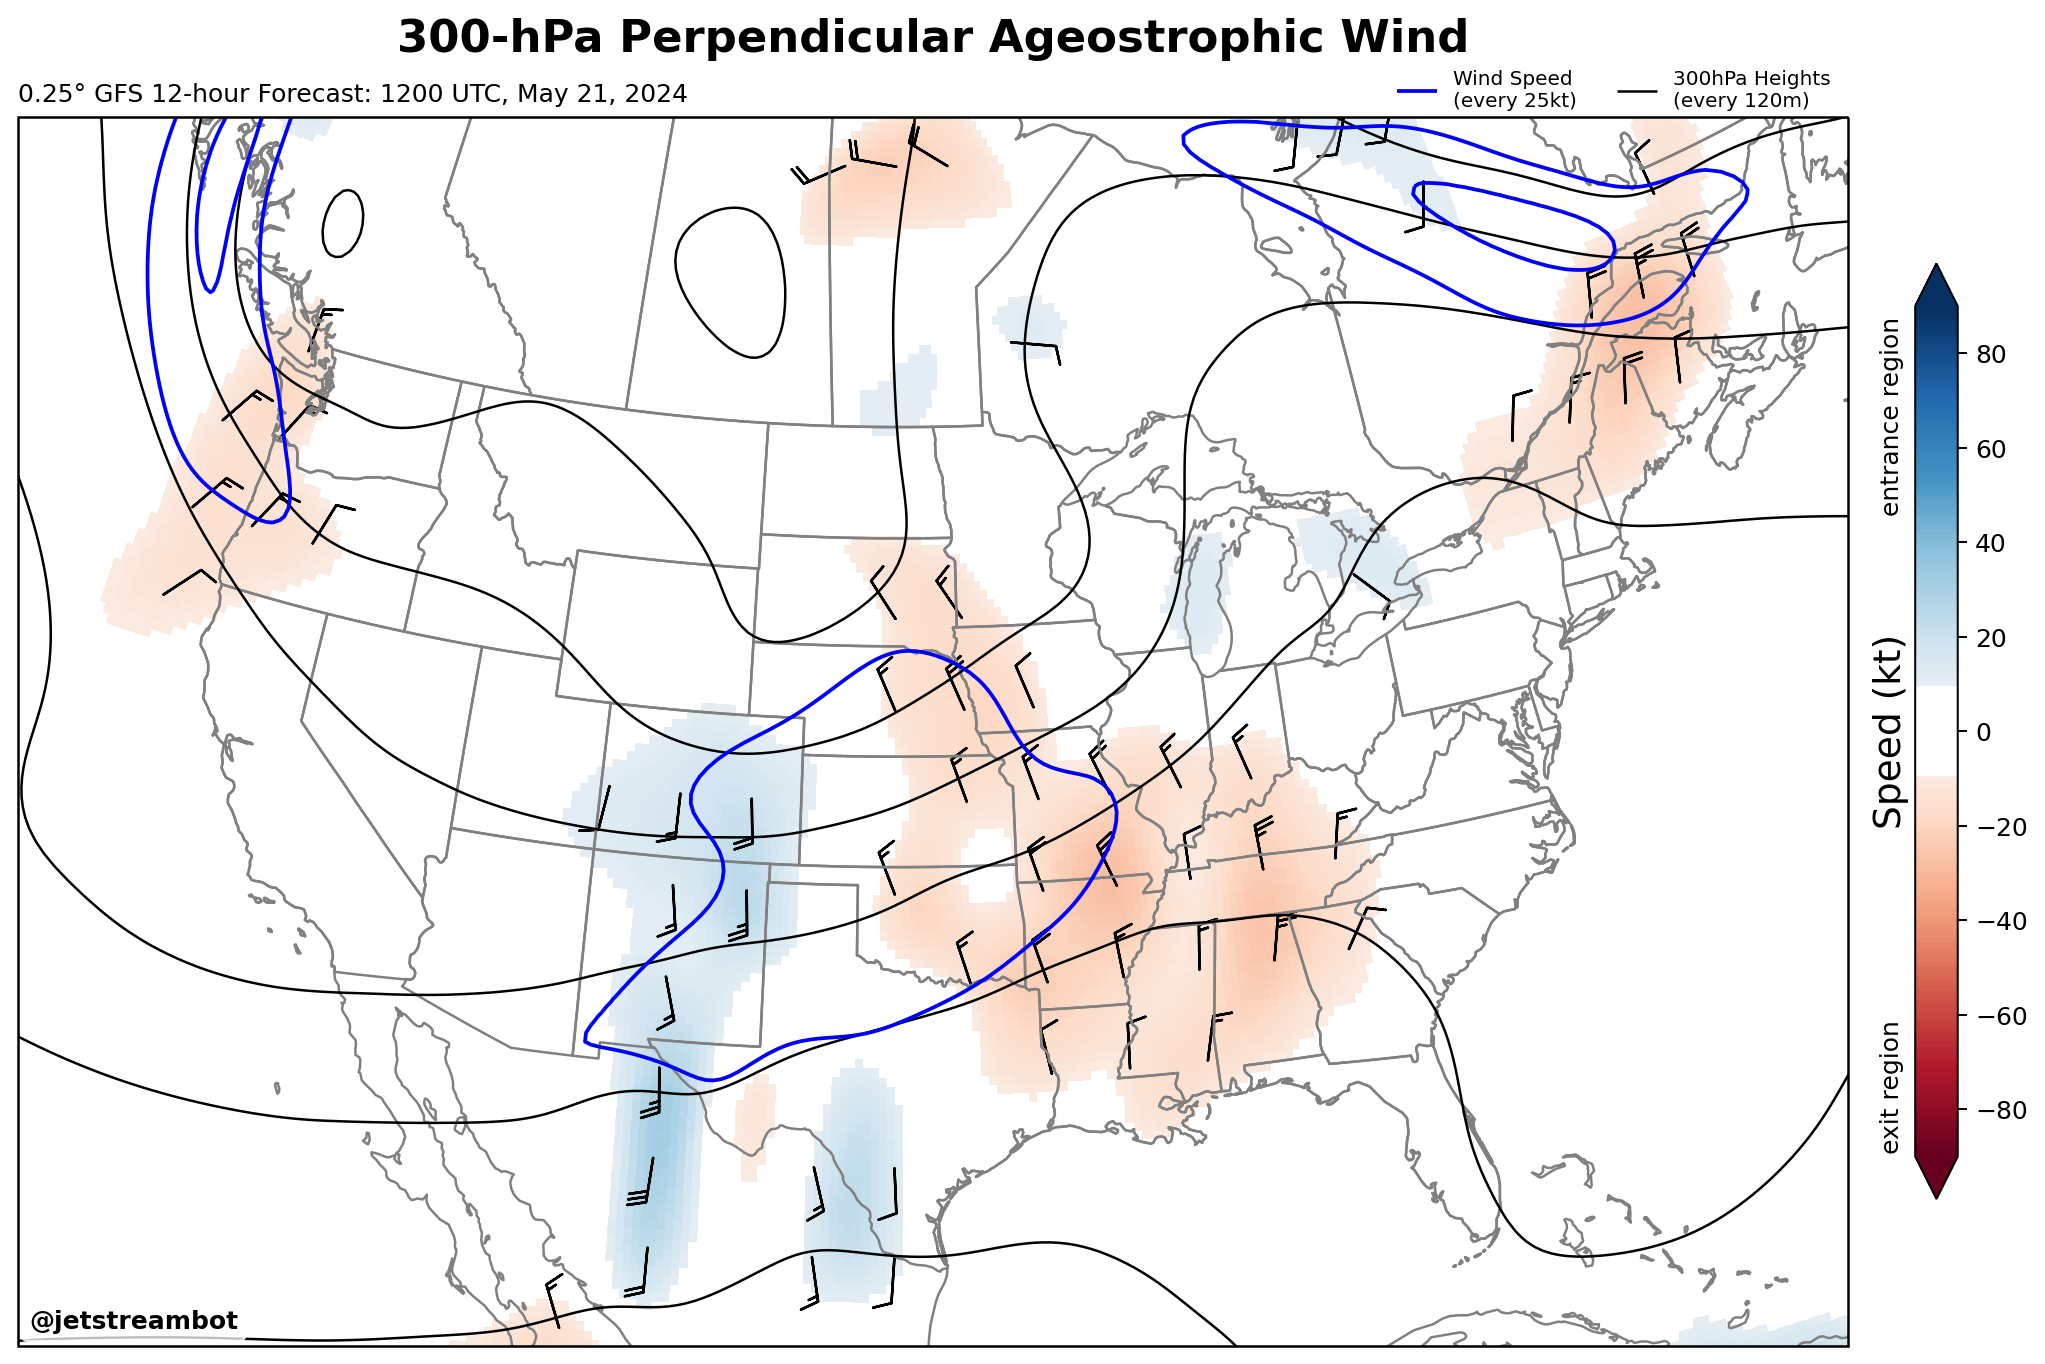 300-hPa Perpendicular Ageostrophic Wind
0.25° GFS 12-hour Forecast: 1200 UTC, May 21, 2024
Wind Speed
(every 25kt)
300hPa Heights
(every 120m)
entrance region
exit region
Speed (kt)
80
60
40
20
0
−20
−40
−60
−80
@jetstreambot